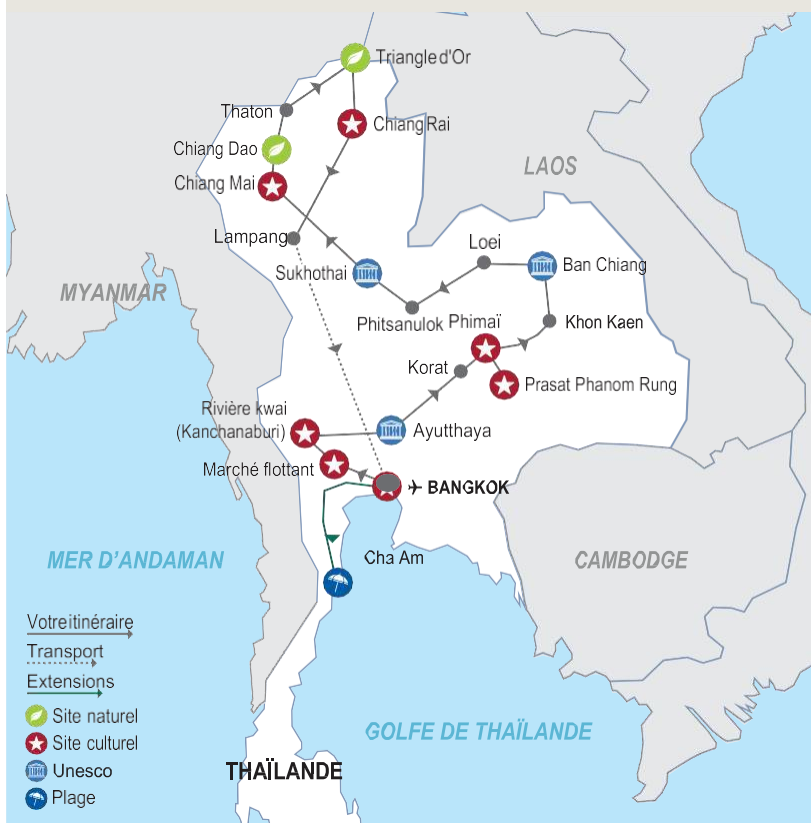 Triangle d'Or
Thaton
Chiang Rai
Chiang Dao
LAOS
Chiang Mai
Lampang
Loei
Sukhothai
Ban Chiang
MYANMAR
Phitsanulok
Phimaï
Khon Kaen
Korat
Prasat Phanom Rung
Rivière kwai
(Kanchanaburi)
Ayutthaya
Marché flottant
BANGKOK
Cha Am
MER D'ANDAMAN
CAMBODGE
Votre itinéraire
Transport
Extensions
Site naturel
GOLFE DE THAÏLANDE
Site culturel
Unesco
THAÏLANDE
Plage